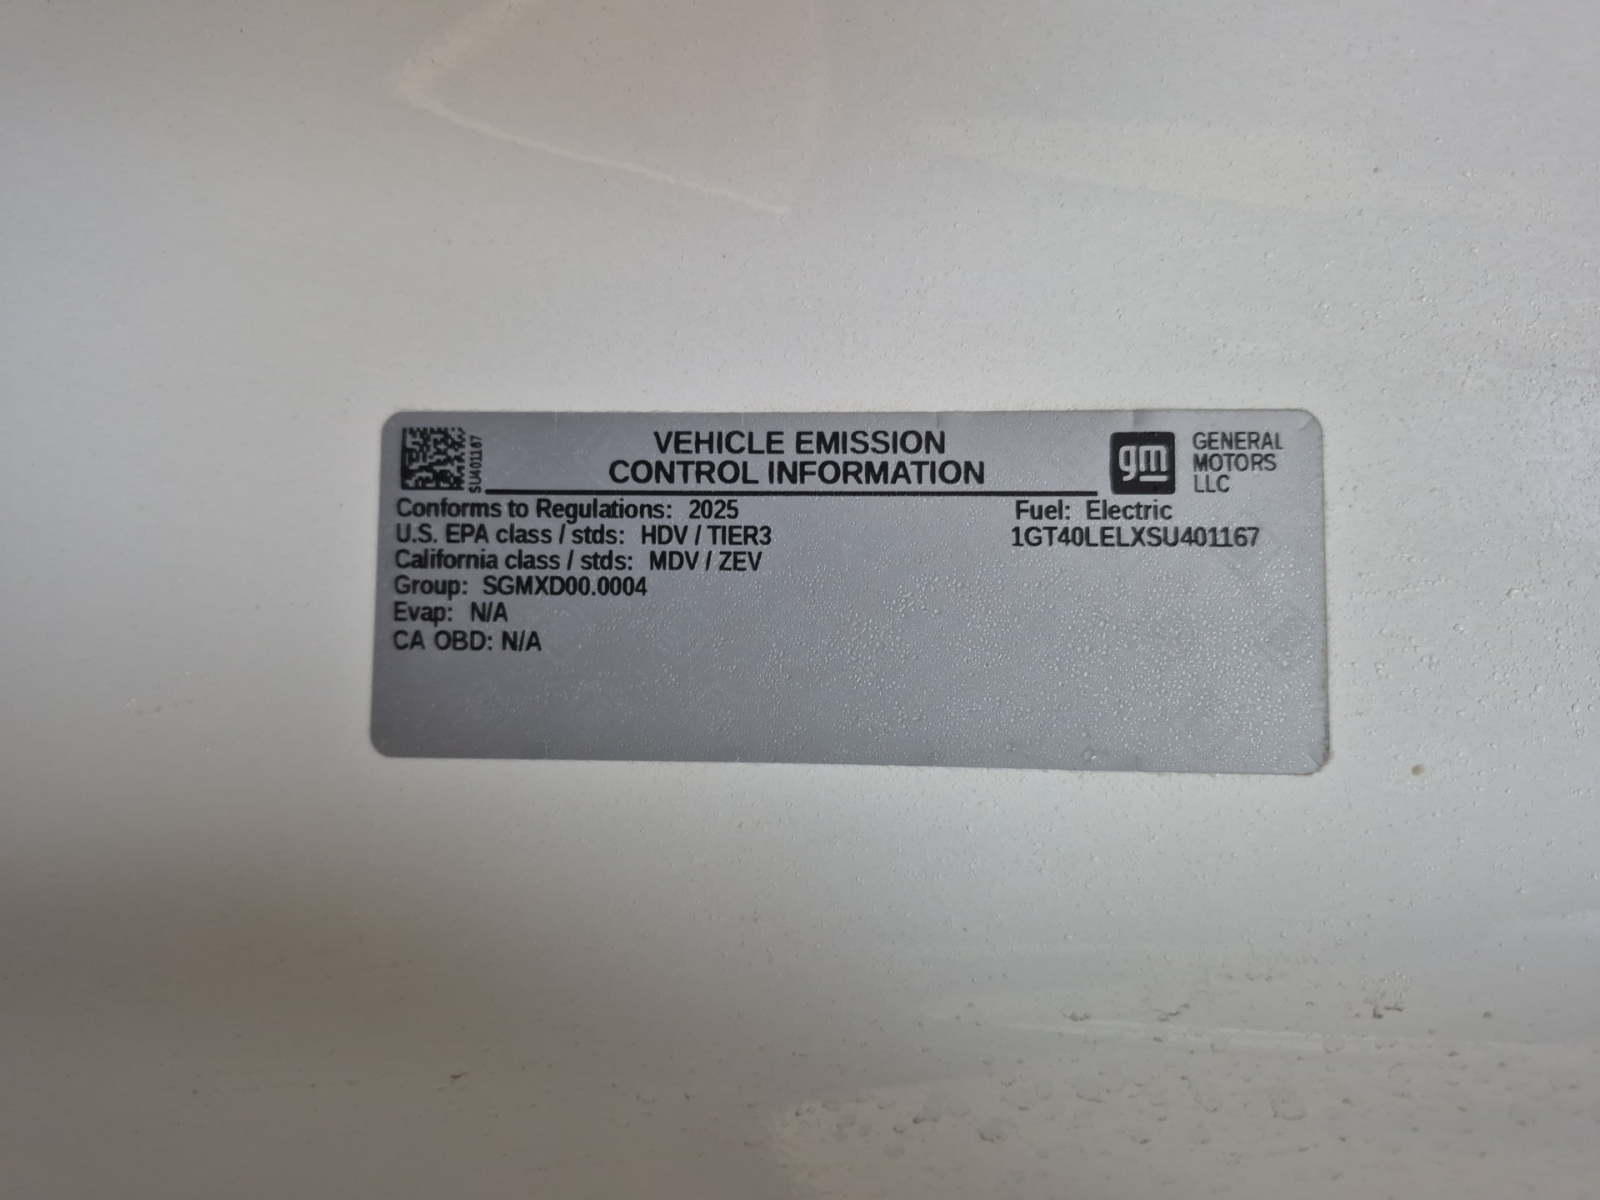 SU401167
VEHICLE EMISSION
CONTROL INFORMATION
gm
GENERAL
MOTORS
LLC
Conforms to Regulations: 2025
U.S. EPA class / stds: HDV / TIER3
California class / stds: MDV / ZEV
Group: SGMXD00.0004
Evap: N/A
CA OBD: N/A
Fuel: Electric
1GT40LELXSU401167